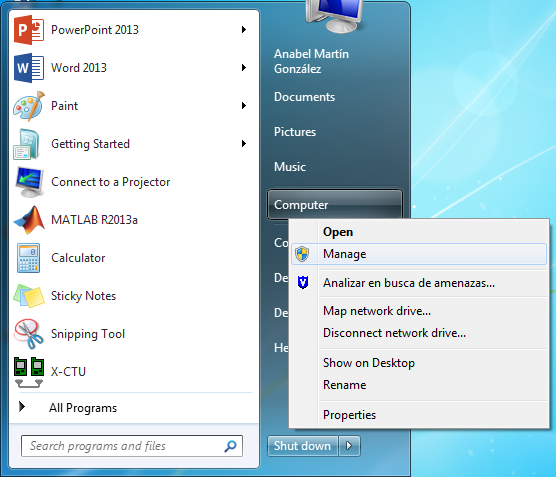 PowerPoint 2013
Word 2013
Paint
Getting Started
Connect to a Projector
MATLAB R2013a
Calculator
Sticky Notes
Snipping Tool
X-CTU
All Programs
Search programs and files
Anabel Martín
González
Documents
Pictures
Music
Computer
Co
De
De
He
Shut down
Open
Manage
Analizar en busca de amenazas...
Map network drive...
Disconnect network drive...
Show on Desktop
Rename
Properties